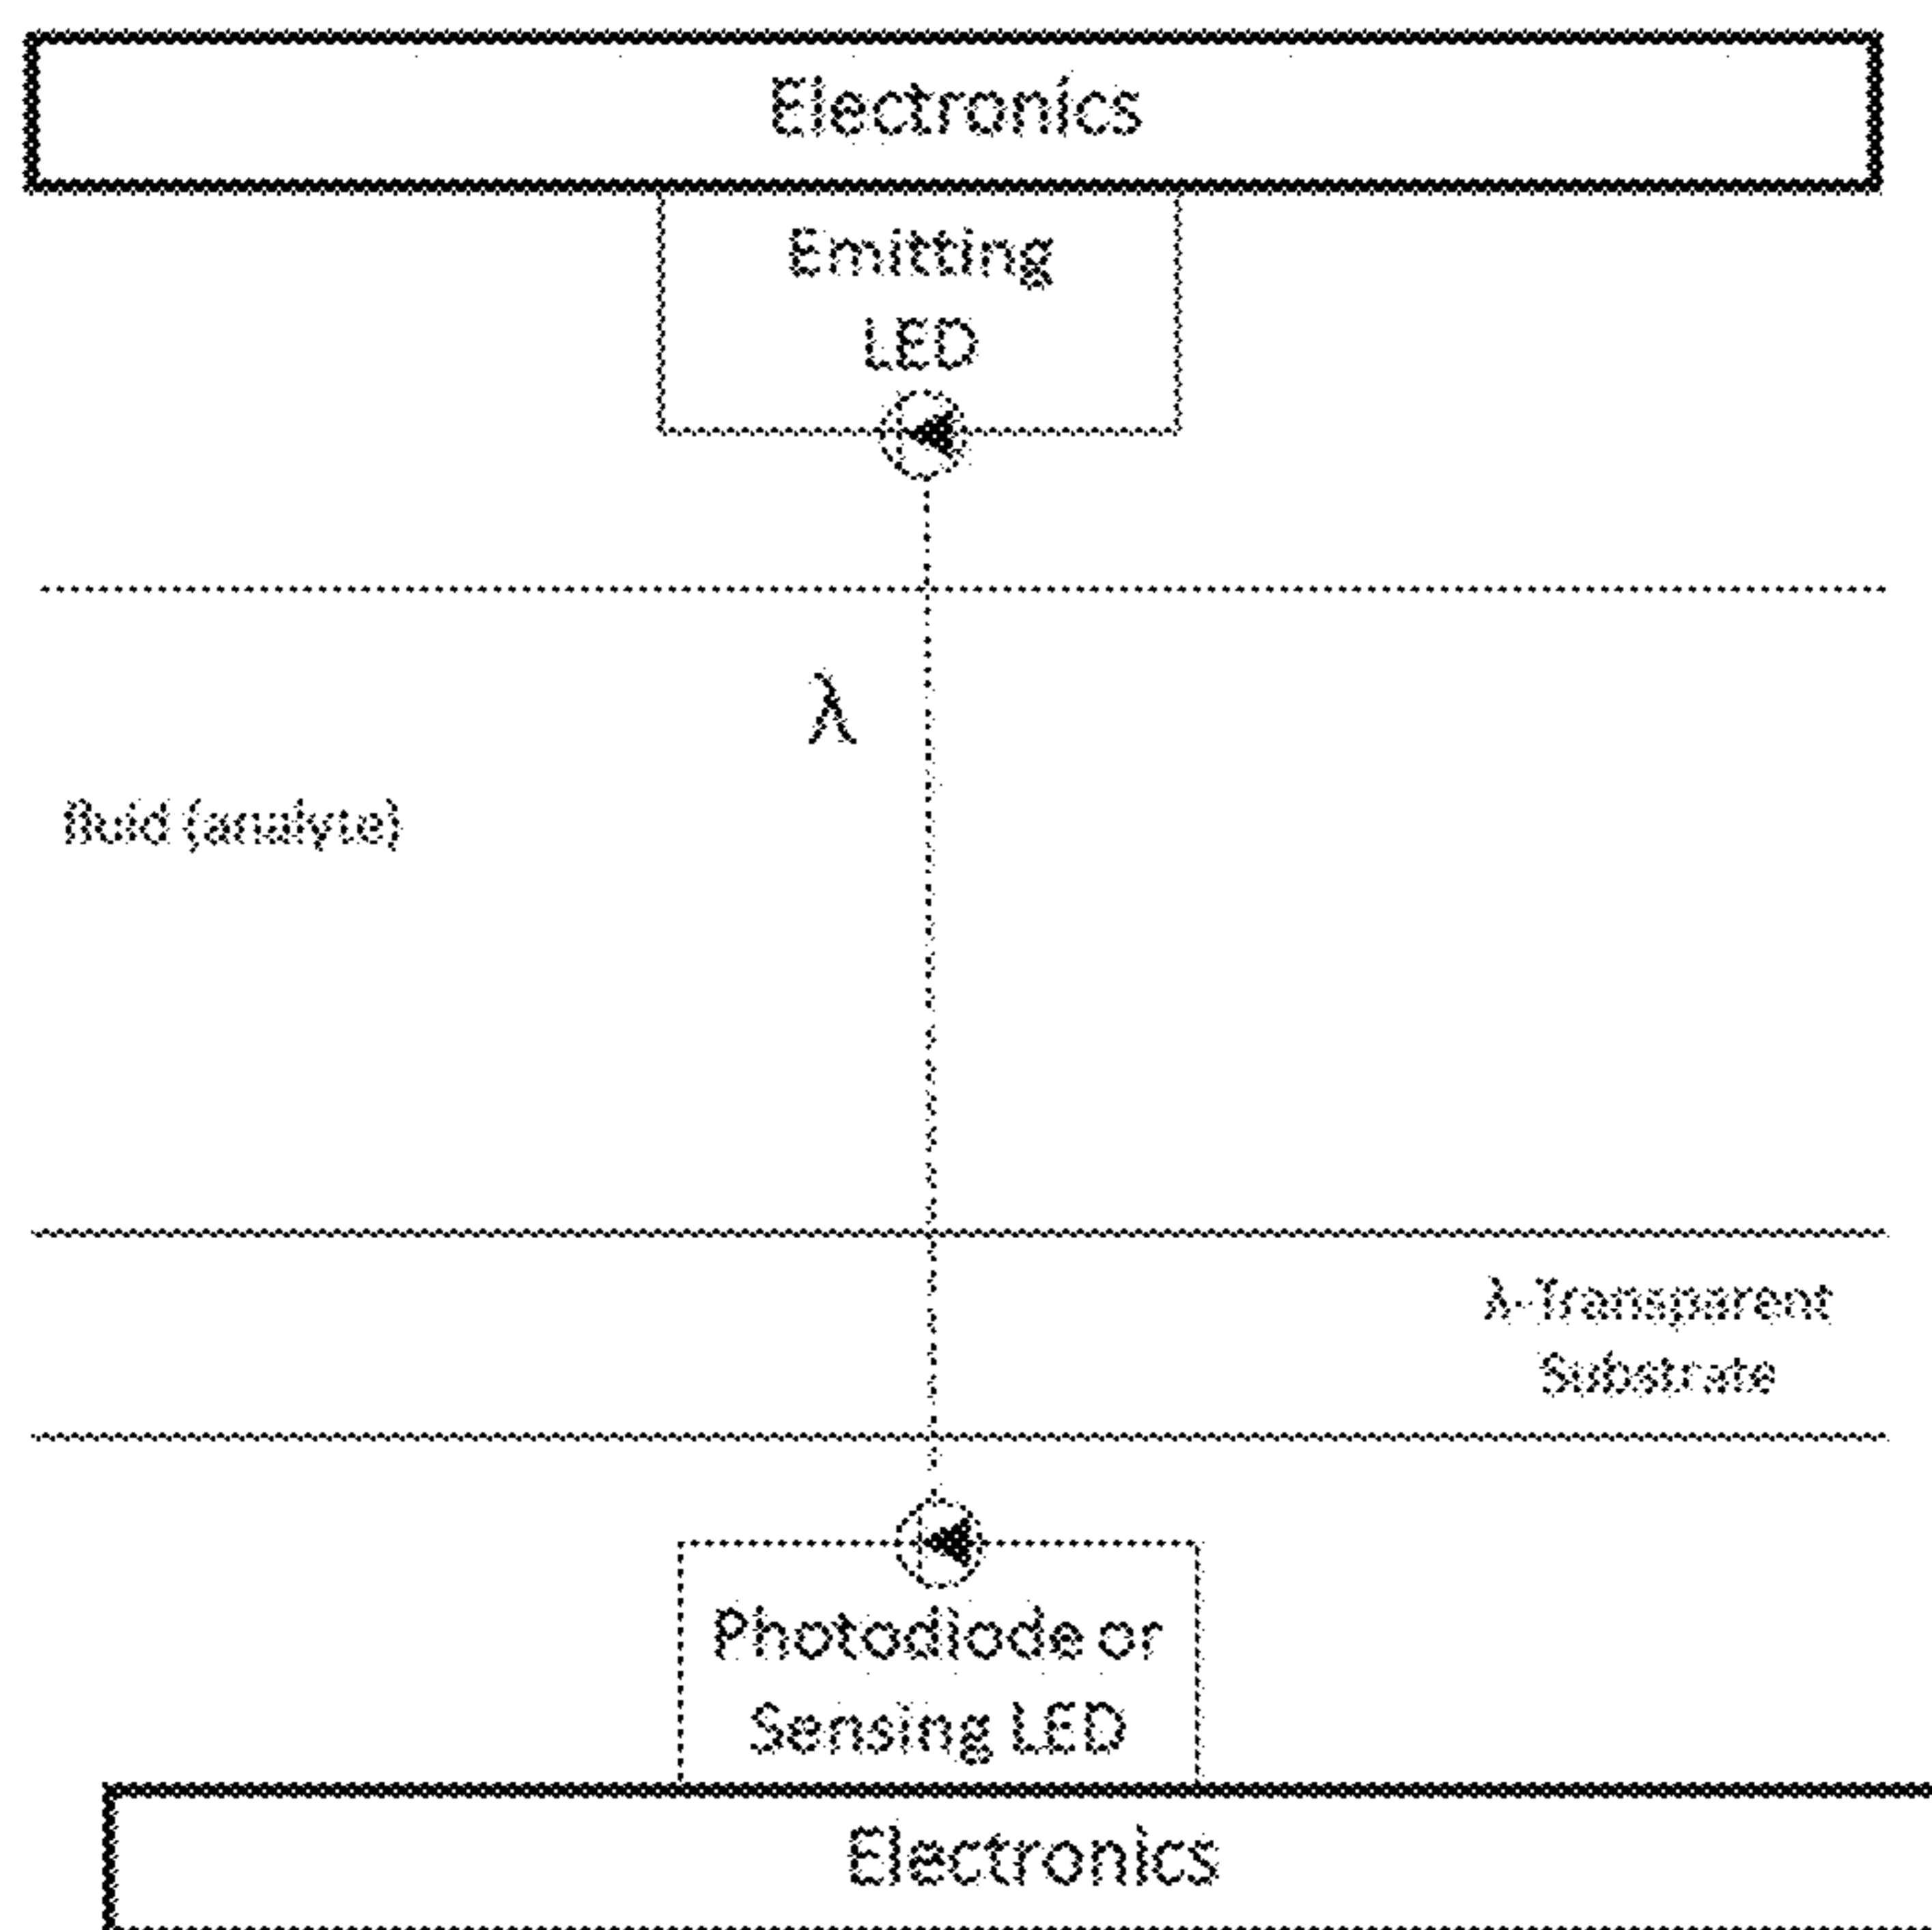 Electronics
Emitting
LED
λ
fluid (analyte)
λ-Transparent
Substrate
Photodiode or
Sensing LED
Electronics